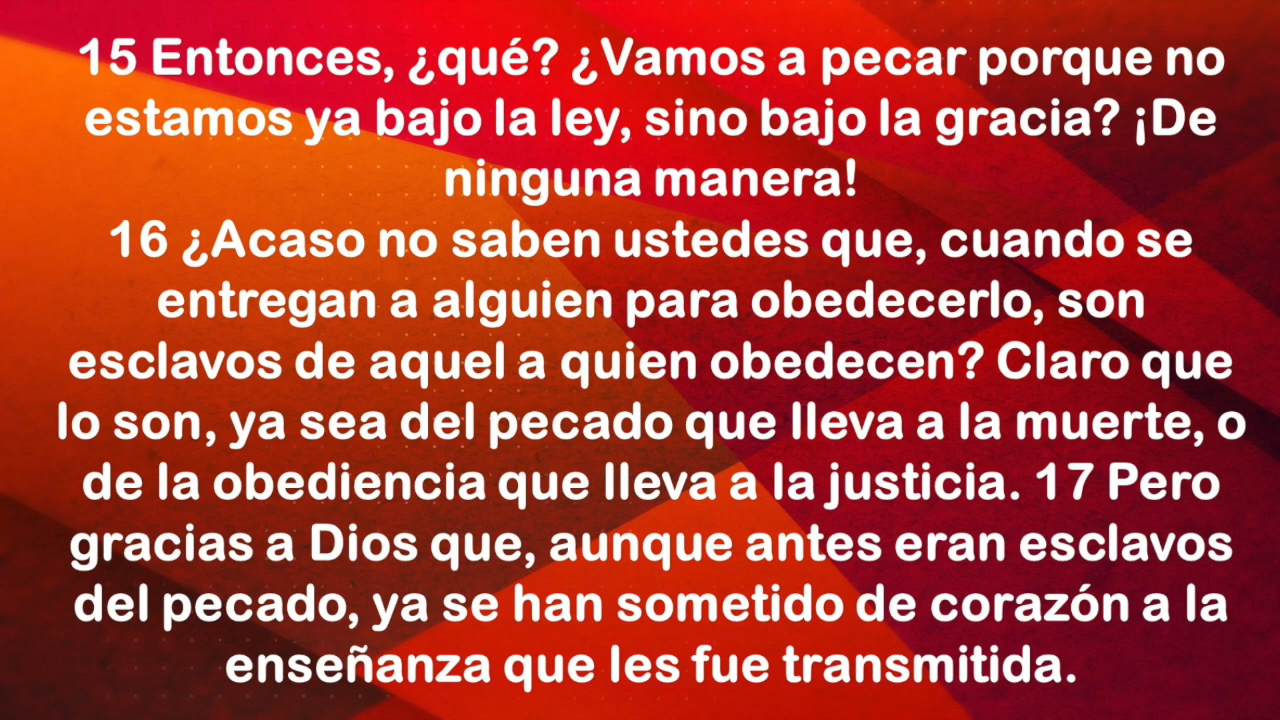 15 Entonces, ¿qué? ¿Vamos a pecar porque no
estamos ya bajo la ley, sino bajo la gracia? ¡De
ninguna manera!
16 ¿Acaso no saben ustedes que, cuando se
entregan a alguien para obedecerlo, son
esclavos de aquel a quien obedecen? Claro que
lo son, ya sea del pecado que lleva a la muerte, o
de la obediencia que lleva a la justicia. 17 Pero
gracias a Dios que, aunque antes eran esclavos
del pecado, ya se han sometido de corazón a la
enseñanza que les fue transmitida.